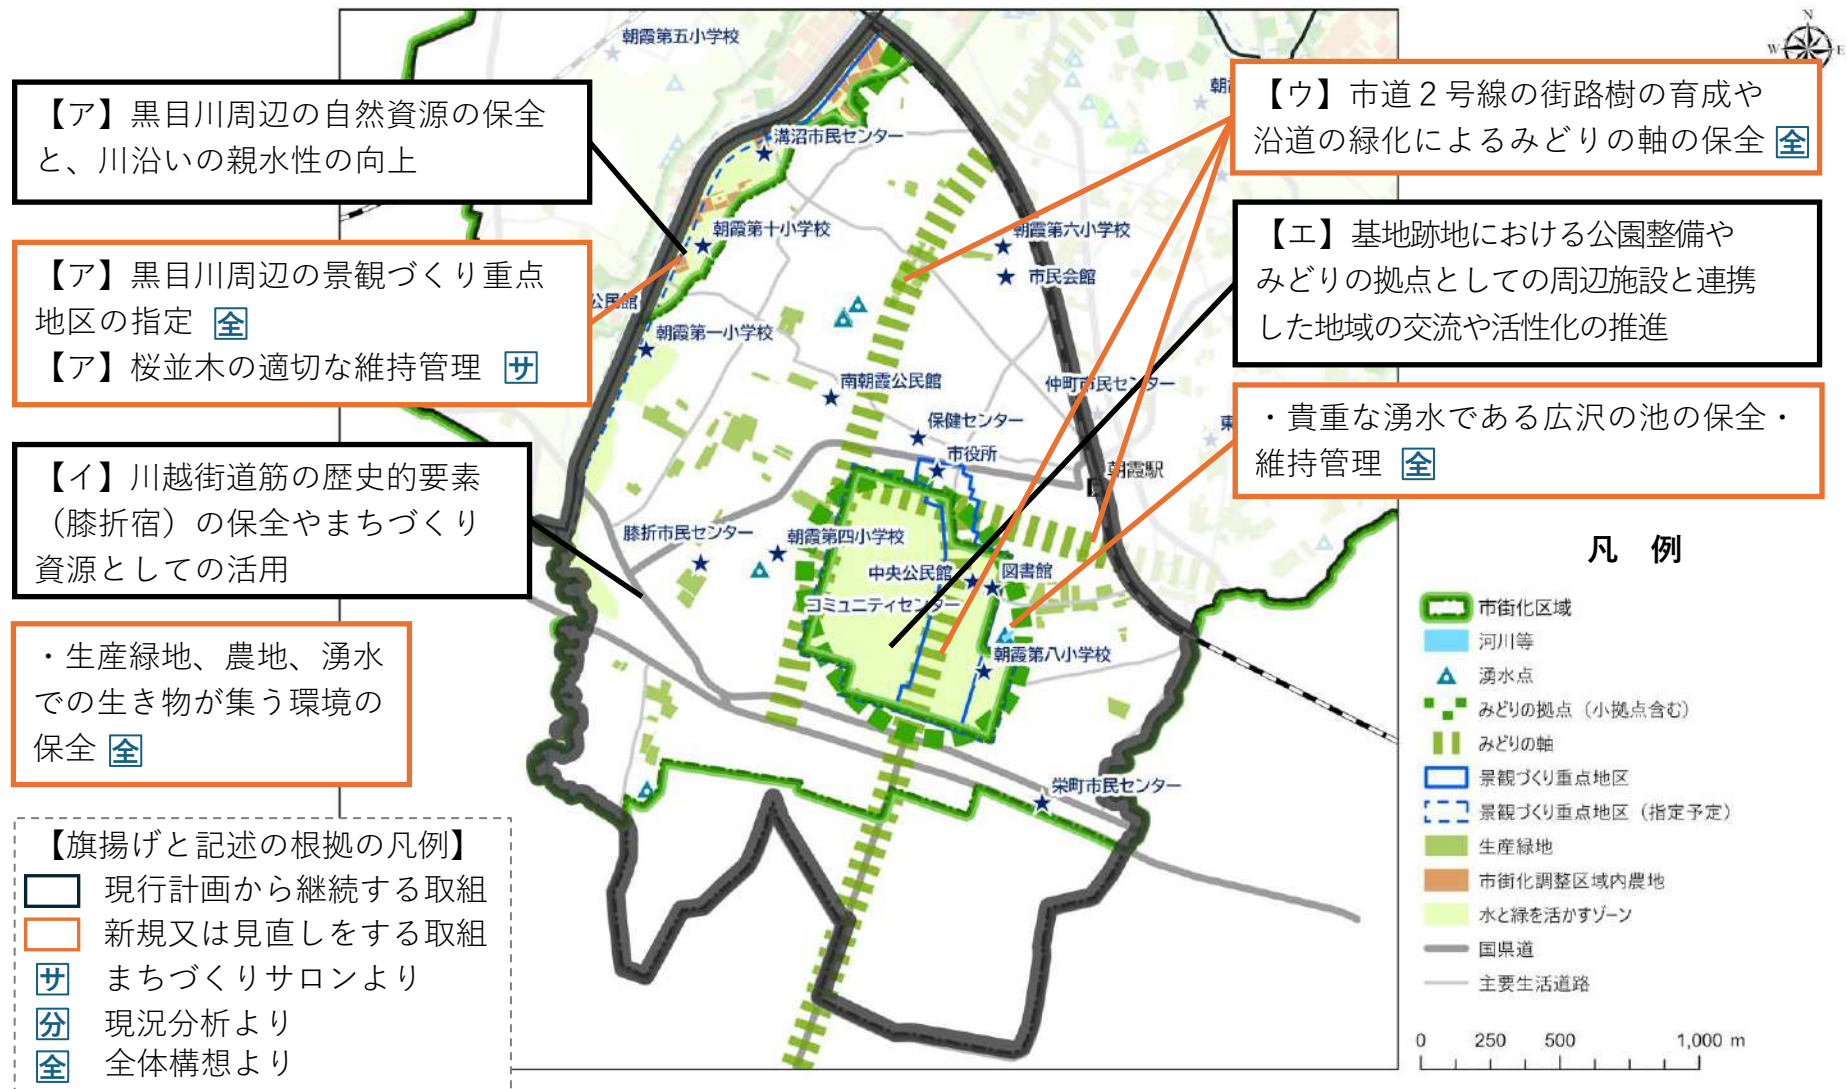 N
W
E
朝霞第五小学校
【ア】黒目川周辺の自然資源の保全
と、川沿いの親水性の向上
【ア】黒目川周辺の景観づくり重点
地区の指定 全
【ア】桜並木の適切な維持管理 サ
【イ】川越街道筋の歴史的要素
（膝折宿）の保全やまちづくり
資源としての活用
・生産緑地、農地、湧水
での生き物が集う環境の
保全 全
【旗揚げと記述の根拠の凡例】
現行計画から継続する取組
新規又は見直しをする取組
サ まちづくりサロンより
分 現況分析より
全 全体構想より
溝沼市民センター
朝霞第十小学校
公民館
朝霞第一小学校
朝霞第六小学校
市民会館
南朝霞公民館
仲町市民センター
保健センター
市役所
朝霞駅
膝折市民センター
朝霞第四小学校
中央公民館
図書館
コミュニティセンター
朝霞第八小学校
栄町市民センター
【ウ】市道２号線の街路樹の育成や
沿道の緑化によるみどりの軸の保全 全
【エ】基地跡地における公園整備や
みどりの拠点としての周辺施設と連携
した地域の交流や活性化の推進
・貴重な湧水である広沢の池の保全・
維持管理 全
凡 例
市街化区域
河川等
湧水点
みどりの拠点（小拠点含む）
みどりの軸
景観づくり重点地区
景観づくり重点地区（指定予定）
生産緑地
市街化調整区域内農地
水と緑を活かすゾーン
国県道
主要生活道路
0 250 500 1,000 m